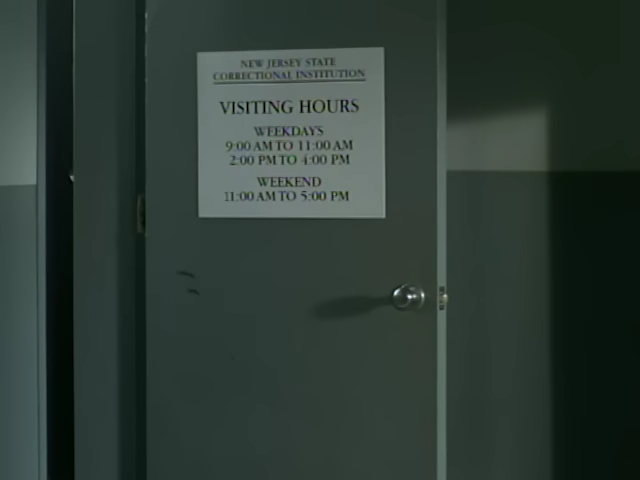 NEW JERSEY STATE
CORRECTIONAL INSTITUTION
VISITING HOURS
WEEKDAYS
9:00 AM TO 11:00 AM
2:00 PM TO 4:00 PM
WEEKEND
11:00 AM TO 5:00 PM